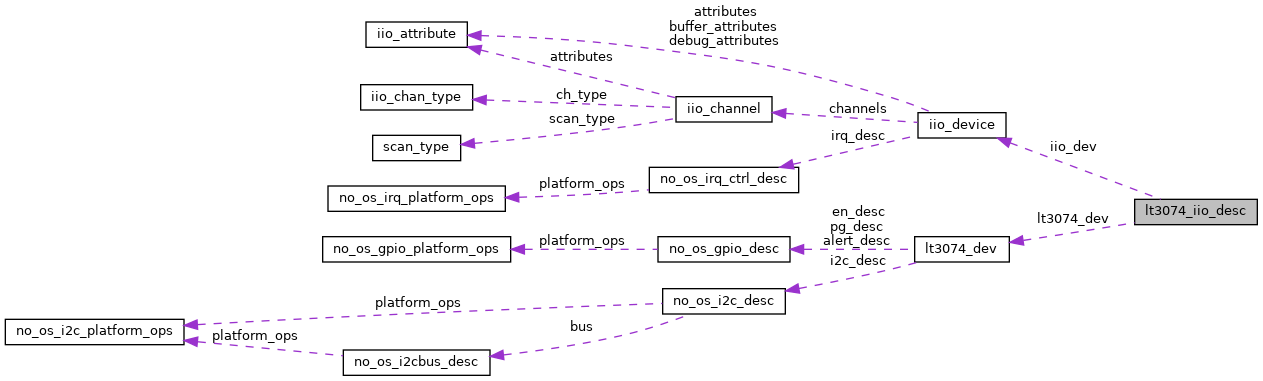 attributes
buffer_attributes
debug_attributes
iio_attribute
attributes
iio_chan_type
ch_type
iio_channel
channels
iio_device
scan_type
scan_type
irq_desc
iio_dev
no_os_irq_ctrl_desc
platform_ops
no_os_irq_platform_ops
lt3074_iio_desc
en_desc
pg_desc
alert_desc
lt3074_dev
no_os_gpio_platform_ops
platform_ops
no_os_gpio_desc
lt3074_dev
i2c_desc
no_os_i2c_desc
platform_ops
no_os_i2c_platform_ops
bus
platform_ops
no_os_i2cbus_desc